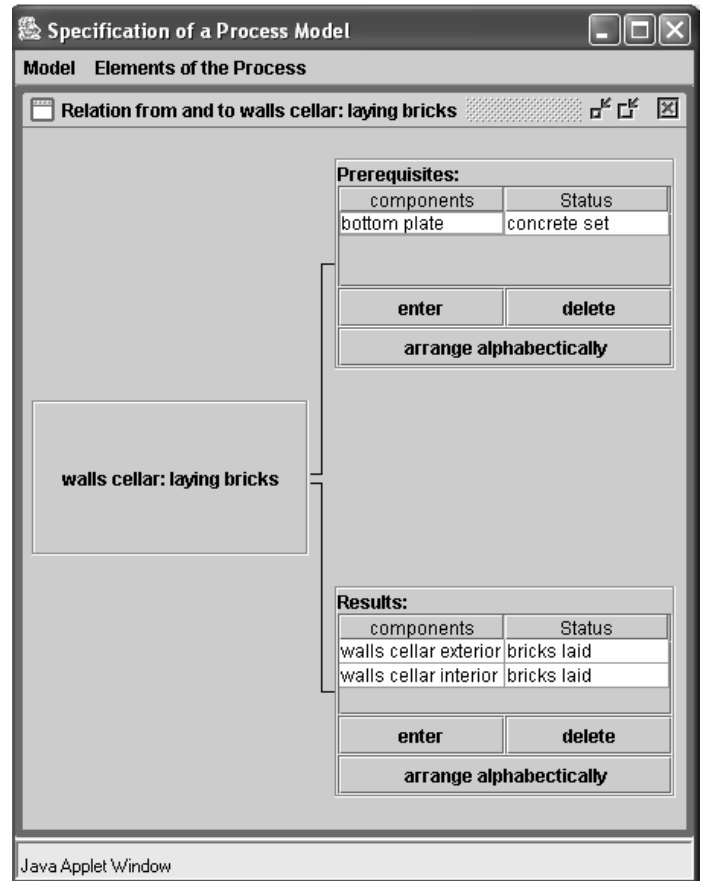 Specification of a Process Model
Model Elements of the Process
Relation from and to walls cellar: laying bricks
Prerequisites:
components Status
bottom plate concrete set
enter delete
arrange alphabectically
walls cellar: laying bricks
Results:
components Status
walls cellar exterior bricks laid
walls cellar interior bricks laid
enter delete
arrange alphabectically
Java Applet Window